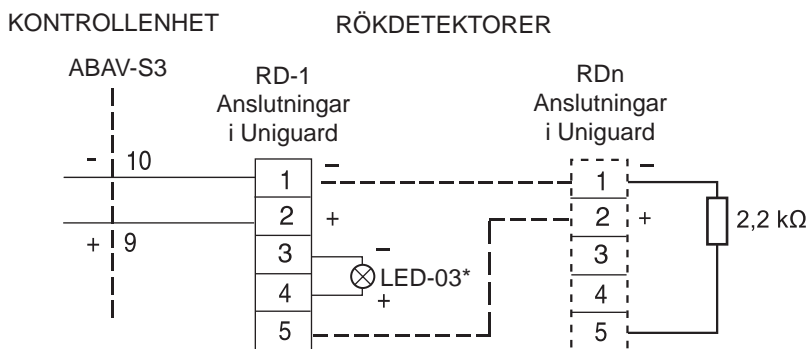 KONTROLLENHET RÖKDETEKTORER
ABAV-S3
RD-1
Anslutningar
i Uniguard
RDn
Anslutningar
i Uniguard
- 10
+ 9
1 −
2 +
3 −
4 +
5
LED-03*
1 −
2 +
3
4
5
2,2 kΩ